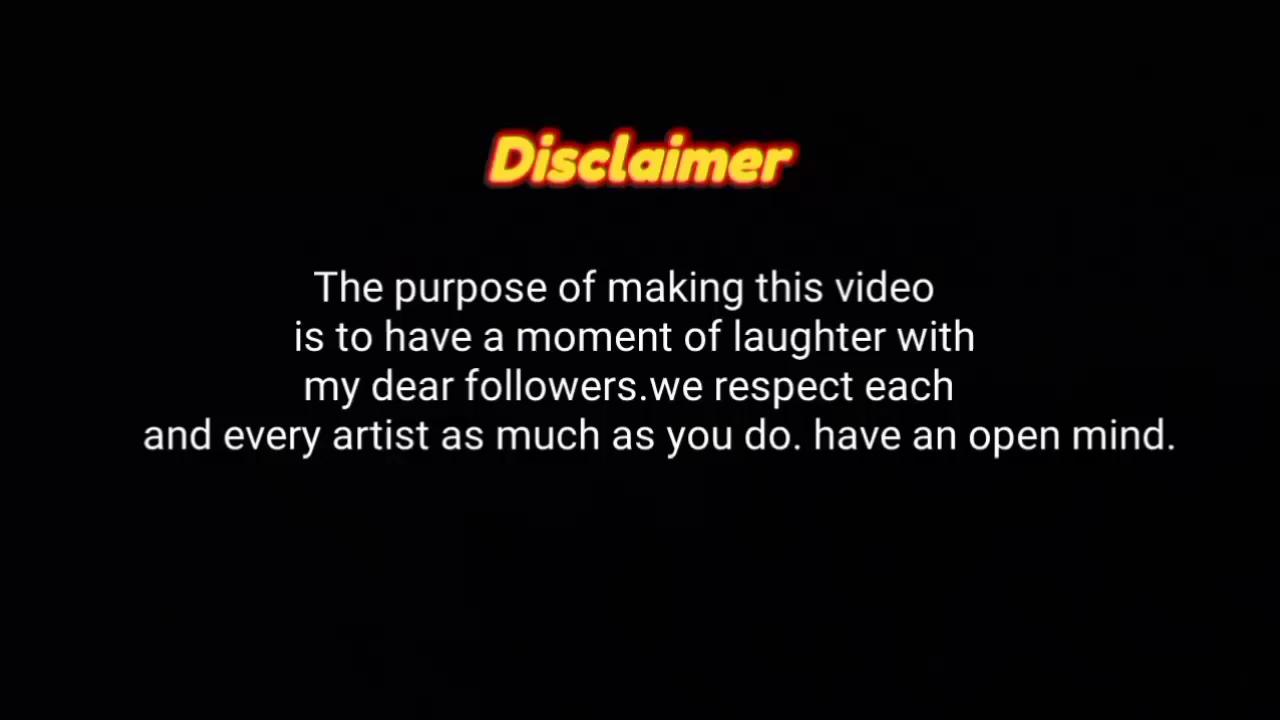 Disclaimer
The purpose of making this video
is to have a moment of laughter with
my dear followers.we respect each
and every artist as much as you do. have an open mind.